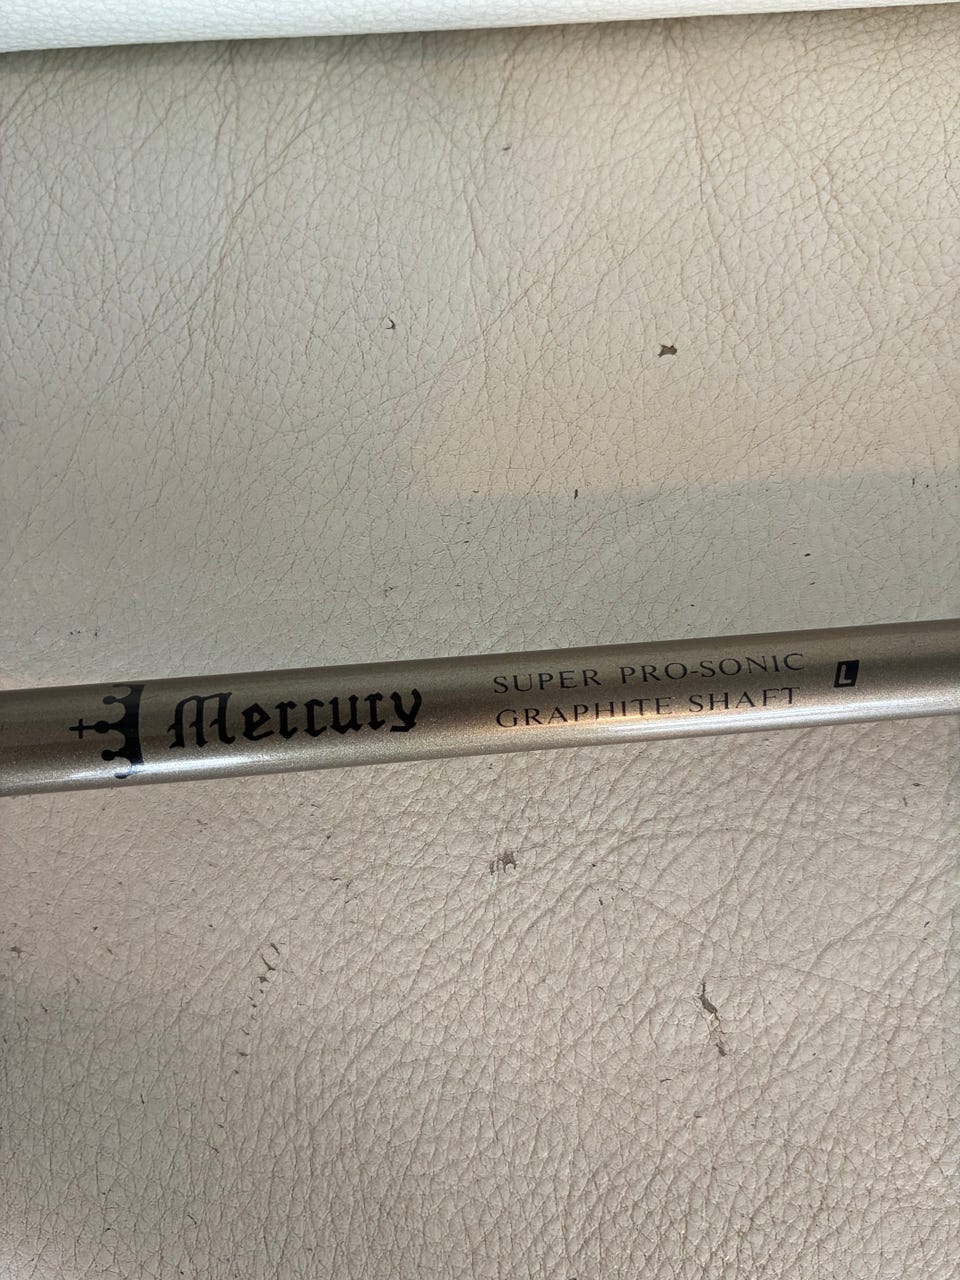 Mercury
SUPER PRO-SONIC
GRAPHITE SHAFT
L